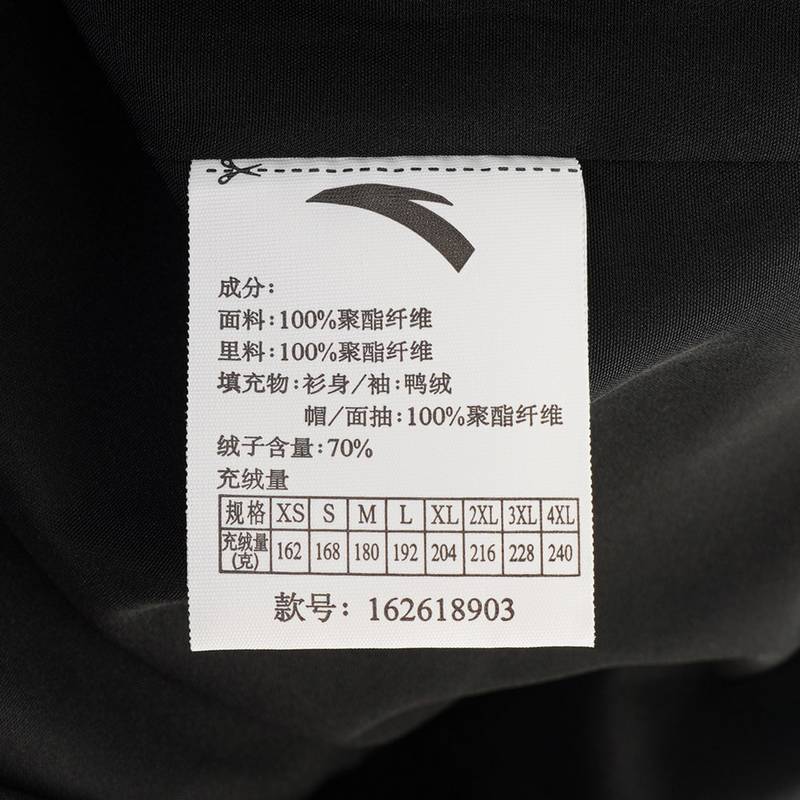 成分:
面料:100%聚酯纤维
里料:100%聚酯纤维
填充物:衫身/袖:鸭绒
帽/面抽:100%聚酯纤维
绒子含量:70%
充绒量
规格 XS S M L XL 2XL 3XL 4XL
充绒量(克) 162 168 180 192 204 216 228 240
款号: 162618903